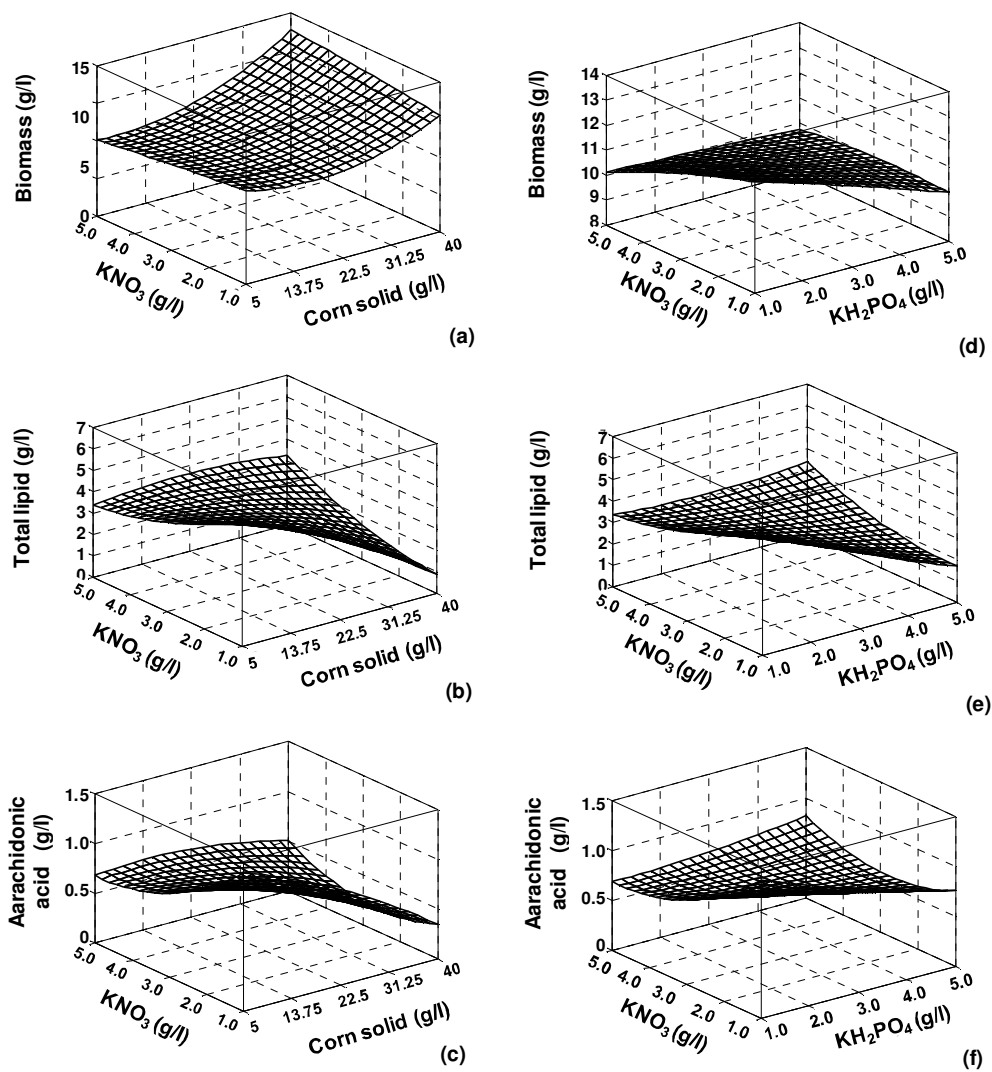 Biomass (g/l)
15
10
5
0
5.0 4.0 3.0 2.0 1.0
KNO₃ (g/l)
5 13.75 22.5 31.25 40
Corn solid (g/l)
(a)
Biomass (g/l)
14
13
12
11
10
9
8
5.0 4.0 3.0 2.0 1.0
KNO₃ (g/l)
1.0 2.0 3.0 4.0 5.0
KH₂PO₄ (g/l)
(d)
Total lipid (g/l)
7
6
5
4
3
2
1
0
5.0 4.0 3.0 2.0 1.0
KNO₃ (g/l)
5 13.75 22.5 31.25 40
Corn solid (g/l)
(b)
Total lipid (g/l)
7
6
5
4
3
2
1
0
5.0 4.0 3.0 2.0 1.0
KNO₃ (g/l)
1.0 2.0 3.0 4.0 5.0
KH₂PO₄ (g/l)
(e)
Aarachidonic
acid (g/l)
1.5
1.0
0.5
0
5.0 4.0 3.0 2.0 1.0
KNO₃ (g/l)
5 13.75 22.5 31.25 40
Corn solid (g/l)
(c)
Aarachidonic
acid (g/l)
1.5
1.0
0.5
0
5.0 4.0 3.0 2.0 1.0
KNO₃ (g/l)
1.0 2.0 3.0 4.0 5.0
KH₂PO₄ (g/l)
(f)